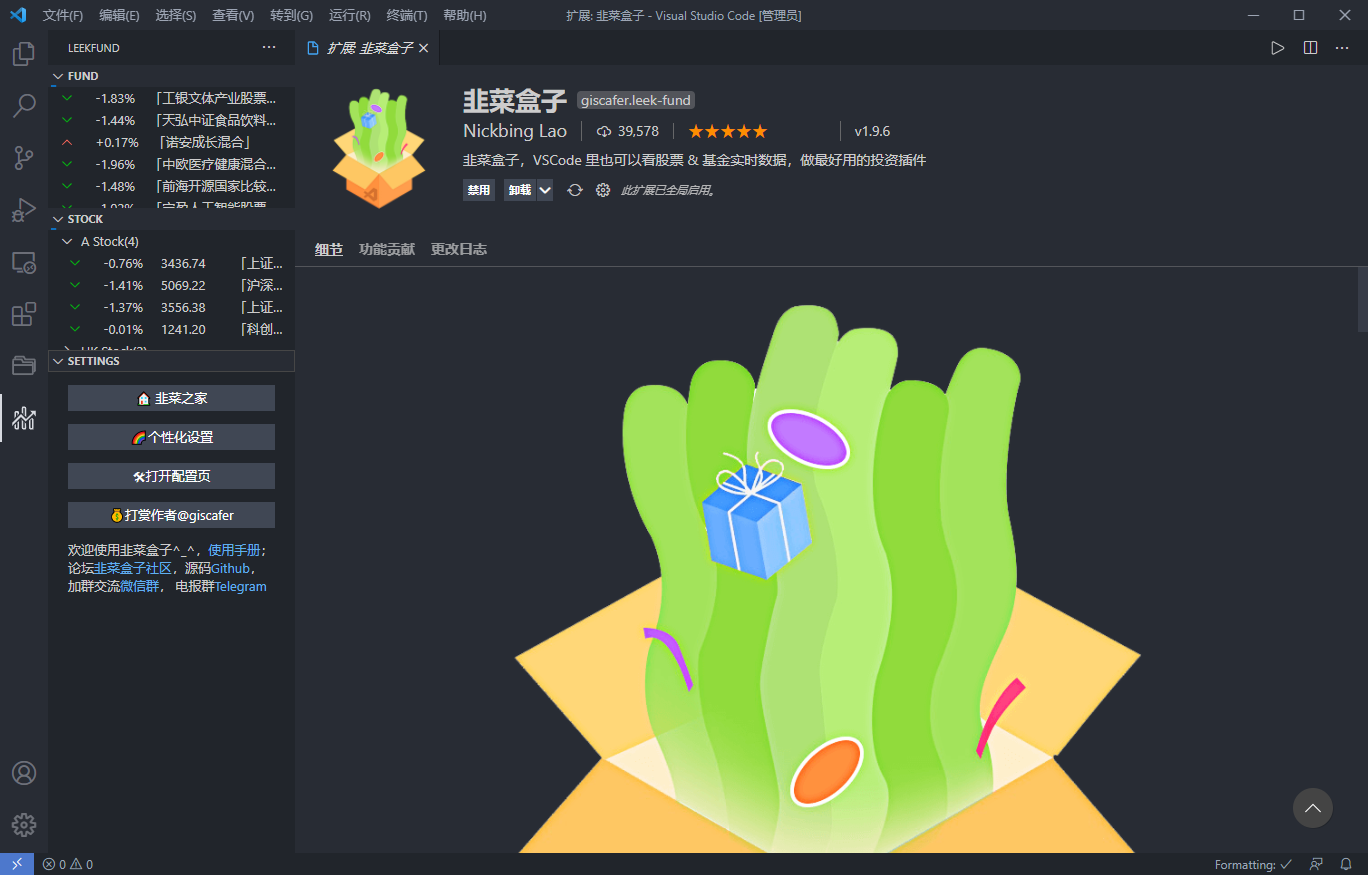 文件(F) 编辑(E) 选择(S) 查看(V) 转到(G) 运行(R) 终端(T) 帮助(H) 扩展: 韭菜盒子 - Visual Studio Code [管理员]
LEEKFUND
FUND
-1.83% 「工银文体产业股票...
-1.44% 「天弘中证食品饮料...
+0.17% 「诺安成长混合」
-1.96% 「中欧医疗健康混合...
-1.48% 「前海开源国家比较...
STOCK
A Stock(4)
-0.76% 3436.74 「上证...
-1.41% 5069.22 「沪深...
-1.37% 3556.38 「上证...
-0.01% 1241.20 「科创...
SETTINGS
韭菜之家
个性化设置
打开配置页
打赏作者@giscafer
欢迎使用韭菜盒子^_^，使用手册；
论坛韭菜盒子社区，源码Github，
加群交流微信群， 电报群Telegram
扩展: 韭菜盒子
韭菜盒子 giscafer.leek-fund
Nickbing Lao 39,578 v1.9.6
韭菜盒子，VSCode 里也可以看股票 & 基金实时数据，做最好用的投资插件
禁用 卸载 此扩展已全局启用。
细节 功能贡献 更改日志
0 0 Formatting: